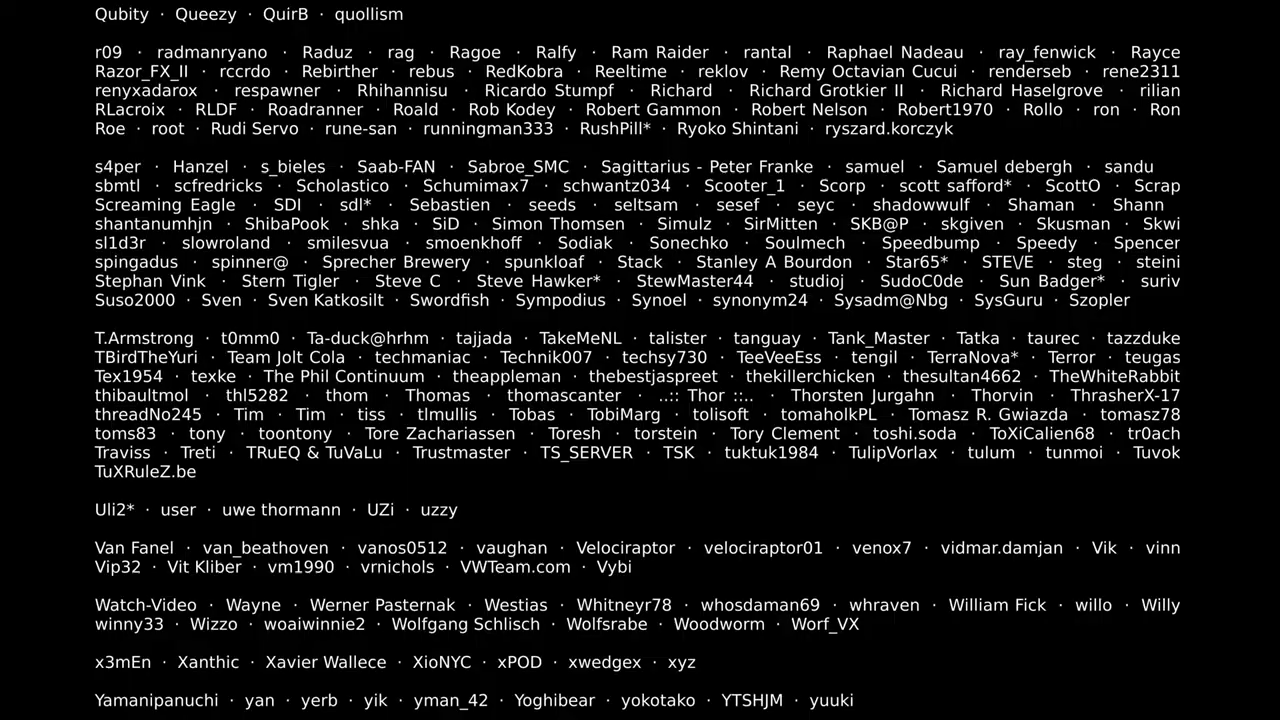 Qubity · Queezy · QuirB · quollism
r09 · radmanryano · Raduz · rag · Ragoe · Ralfy · Ram Raider · rantal · Raphael Nadeau · ray_fenwick · Rayce
Razor_FX_II · rccrdo · Rebirther · rebus · RedKobra · Reeltime · reklov · Remy Octavian Cucui · renderseb · rene2311
renyxadarox · respawner · Rhihannisu · Ricardo Stumpf · Richard · Richard Grotkier II · Richard Haselgrove · rilian
RLacroix · RLDF · Roadranner · Roald · Rob Kodey · Robert Gammon · Robert Nelson · Robert1970 · Rollo · ron · Ron
Roe · root · Rudi Servo · rune-san · runningman333 · RushPill* · Ryoko Shintani · ryszard.korczyk
s4per · Hanzel · s_bieles · Saab-FAN · Sabroe_SMC · Sagittarius - Peter Franke · samuel · Samuel debergh · sandu
sbmtl · scfredricks · Scholastico · Schumimax7 · schwantz034 · Scooter_1 · Scorp · scott safford* · ScottO · Scrap
Screaming Eagle · SDI · sdl* · Sebastien · seeds · seltsam · sesef · seyc · shadowwulf · Shaman · Shann
shantanumhjn · ShibaPook · shka · SiD · Simon Thomsen · Simulz · SirMitten · SKB@P · skgiven · Skusman · Skwi
sl1d3r · slowroland · smilesvua · smoenkhoff · Sodiak · Sonechko · Soulmech · Speedbump · Speedy · Spencer
spingadus · spinner@ · Sprecher Brewery · spunkloaf · Stack · Stanley A Bourdon · Star65* · STE\/E · steg · steini
Stephan Vink · Stern Tigler · Steve C · Steve Hawker* · StewMaster44 · studioj · SudoC0de · Sun Badger* · suriv
Suso2000 · Sven · Sven Katkosilt · Swordfish · Sympodius · Synoel · synonym24 · Sysadm@Nbg · SysGuru · Szopler
T.Armstrong · t0mm0 · Ta-duck@hrhm · tajjada · TakeMeNL · talister · tanguay · Tank_Master · Tatka · taurec · tazzduke
TBirdTheYuri · Team Jolt Cola · techmaniac · Technik007 · techsy730 · TeeVeeEss · tengil · TerraNova* · Terror · teugas
Tex1954 · texke · The Phil Continuum · theappleman · thebestjaspreet · thekillerchicken · thesultan4662 · TheWhiteRabbit
thibaultmol · thl5282 · thom · Thomas · thomascanter · ..:: Thor ::.. · Thorsten Jurgahn · Thorvin · ThrasherX-17
threadNo245 · Tim · Tim · tiss · tlmullis · Tobas · TobiMarg · tolisoft · tomaholkPL · Tomasz R. Gwiazda · tomasz78
toms83 · tony · toontony · Tore Zachariassen · Toresh · torstein · Tory Clement · toshi.soda · ToXiCalien68 · tr0ach
Traviss · Treti · TRuEQ & TuVaLu · Trustmaster · TS_SERVER · TSK · tuktuk1984 · TulipVorlax · tulum · tunmoi · Tuvok
TuXRuleZ.be
Uli2* · user · uwe thormann · UZi · uzzy
Van Fanel · van_beathoven · vanos0512 · vaughan · Velociraptor · velociraptor01 · venox7 · vidmar.damjan · Vik · vinn
Vip32 · Vit Kliber · vm1990 · vrnichols · VWTeam.com · Vybi
Watch-Video · Wayne · Werner Pasternak · Westias · Whitneyr78 · whosdaman69 · whraven · William Fick · willo · Willy
winny33 · Wizzo · woaiwinnie2 · Wolfgang Schlisch · Wolfsrabe · Woodworm · Worf_VX
x3mEn · Xanthic · Xavier Wallece · XioNYC · xPOD · xwedgex · xyz
Yamanipanuchi · yan · yerb · yik · yman_42 · Yoghibear · yokotako · YTSHJM · yuuki